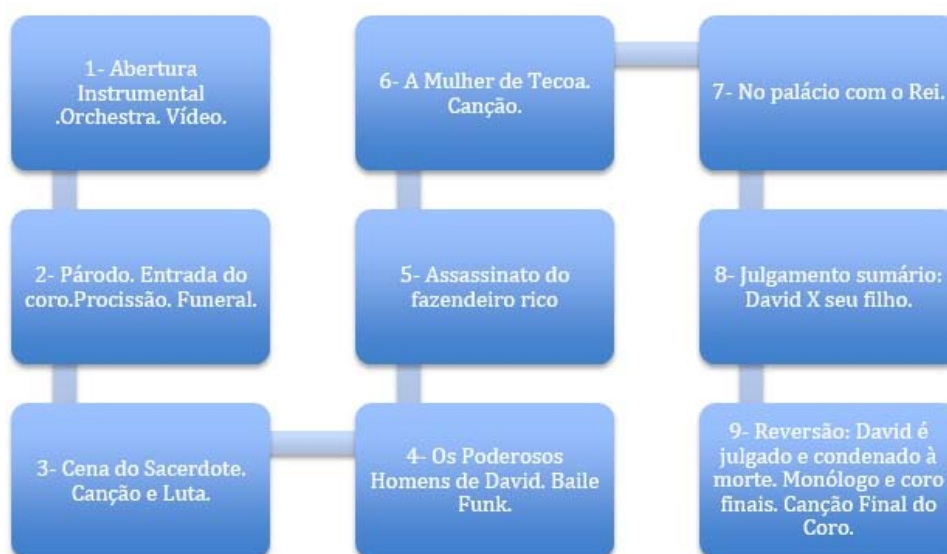 1- Abertura
Instrumental
.Orchestra. Vídeo.
2- Párodo. Entrada do
coro.Procissão. Funeral.
3- Cena do Sacerdote.
Canção e Luta.
4- Os Poderosos
Homens de David. Baile
Funk.
5- Assassinato do
fazendeiro rico
6- A Mulher de Tecoa.
Canção.
7- No palácio com o Rei.
8- Julgamento sumário:
David X seu filho.
9- Reversão: David é
julgado e condenado à
morte. Monólogo e coro
finais. Canção Final do
Coro.